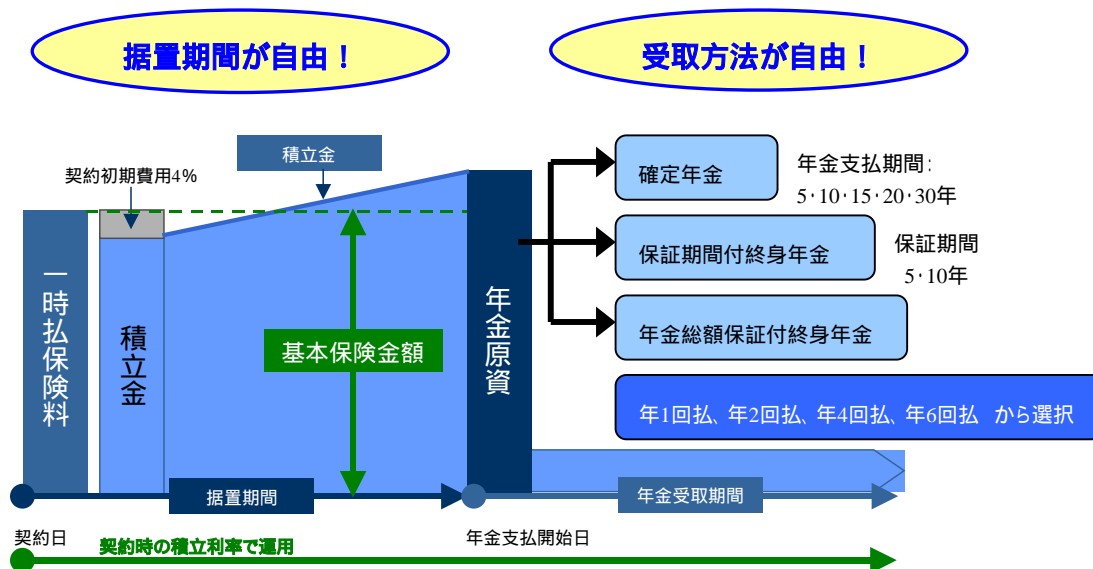 据置期間が自由！
受取方法が自由！
契約初期費用4%
積立金
一時払保険料
積立金
基本保険金額
年金原資
確定年金
年金支払期間：
5･10･15･20･30年
保証期間付終身年金
保証期間
5･10年
年金総額保証付終身年金
年1回払、年2回払、年4回払、年6回払　から選択
据置期間
年金受取期間
契約日
年金支払開始日
契約時の積立利率で運用